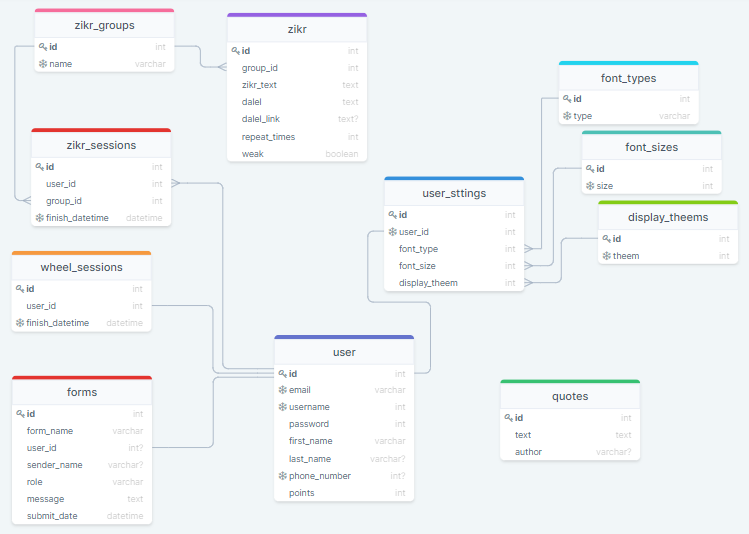 zikr_groups
id int
name varchar
zikr
id int
group_id int
zikr_text text
dalel text
dalel_link text?
repeat_times int
weak boolean
font_types
id int
type varchar
zikr_sessions
id int
user_id int
group_id int
finish_datetime datetime
font_sizes
id int
size int
user_sttings
id int
user_id int
font_type int
font_size int
display_theem int
display_theems
id int
theem int
wheel_sessions
id int
user_id int
finish_datetime datetime
user
id int
email varchar
username int
password int
first_name varchar
last_name varchar?
phone_number int?
points int
forms
id int
form_name varchar
user_id int?
sender_name varchar?
role varchar
message text
submit_date datetime
quotes
id int
text text
author varchar?